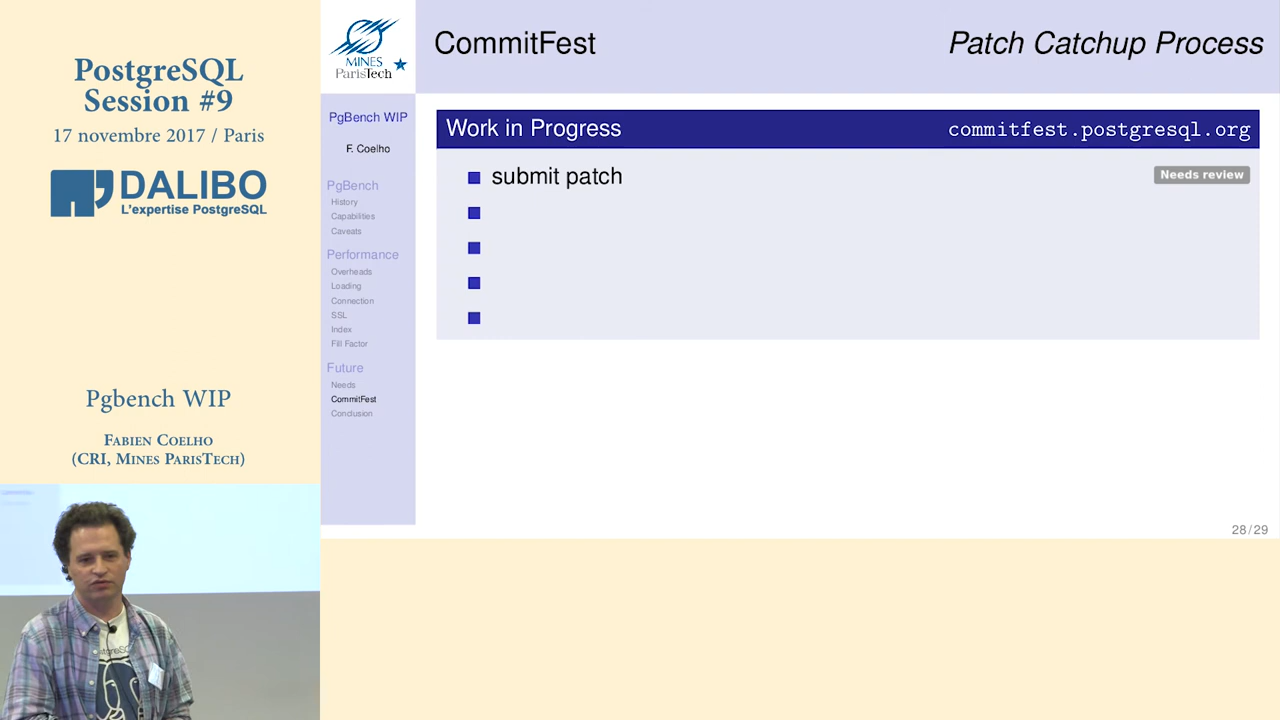 PostgreSQL
Session #9
17 novembre 2017 / Paris
DALIBO
L'expertise PostgreSQL
Pgbench WIP
Fabien Coelho
(CRI, Mines ParisTech)
MINES
ParisTech
CommitFest
Patch Catchup Process
PgBench WIP
F. Coelho
PgBench
History
Capabilities
Caveats
Performance
Overheads
Loading
Connection
SSL
Index
Fill Factor
Future
Needs
CommitFest
Conclusion
Work in Progress
commitfest.postgresql.org
submit patch
Needs review
28/29